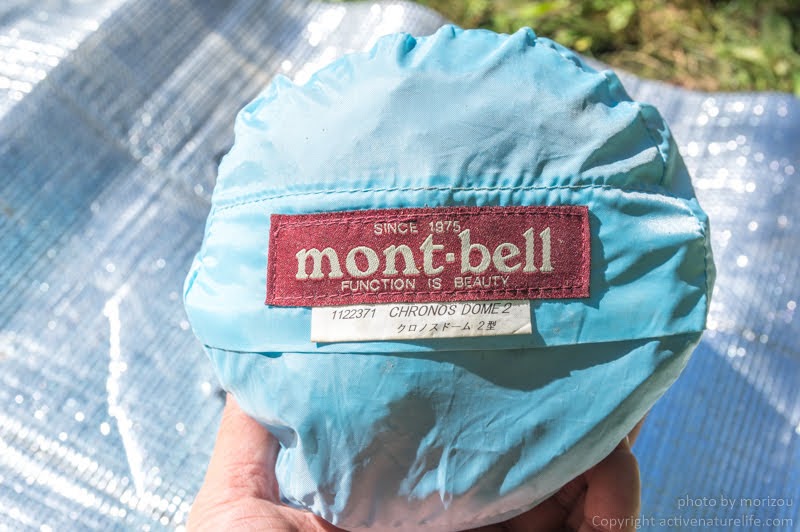 SINCE 1975
mont-bell
FUNCTION IS BEAUTY
1122371 CHRONOS DOME 2
クロノスドーム 2型
photo by morizou
Copyright activenaturelife.com